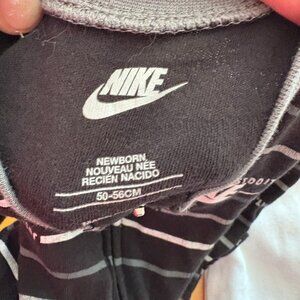 NIKE
NEWBORN
NOUVEAU NÉE
RECIÉN NACIDO
50-56CM